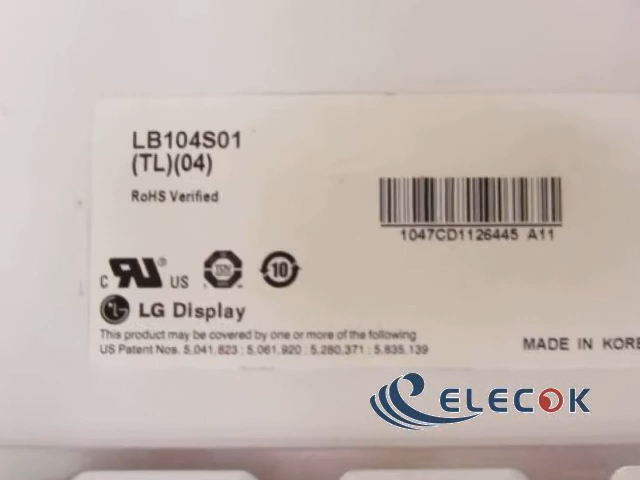 LB104S01
(TL)(04)
RoHS Verified
1047CD1126445 A11
C RU US
10
LG Display
This product may be covered by one or more of the following
US Patent Nos. 5,041,823 ; 5,061,920 ; 5,280,371 ; 5,835,139
MADE IN KORE
ELECOK